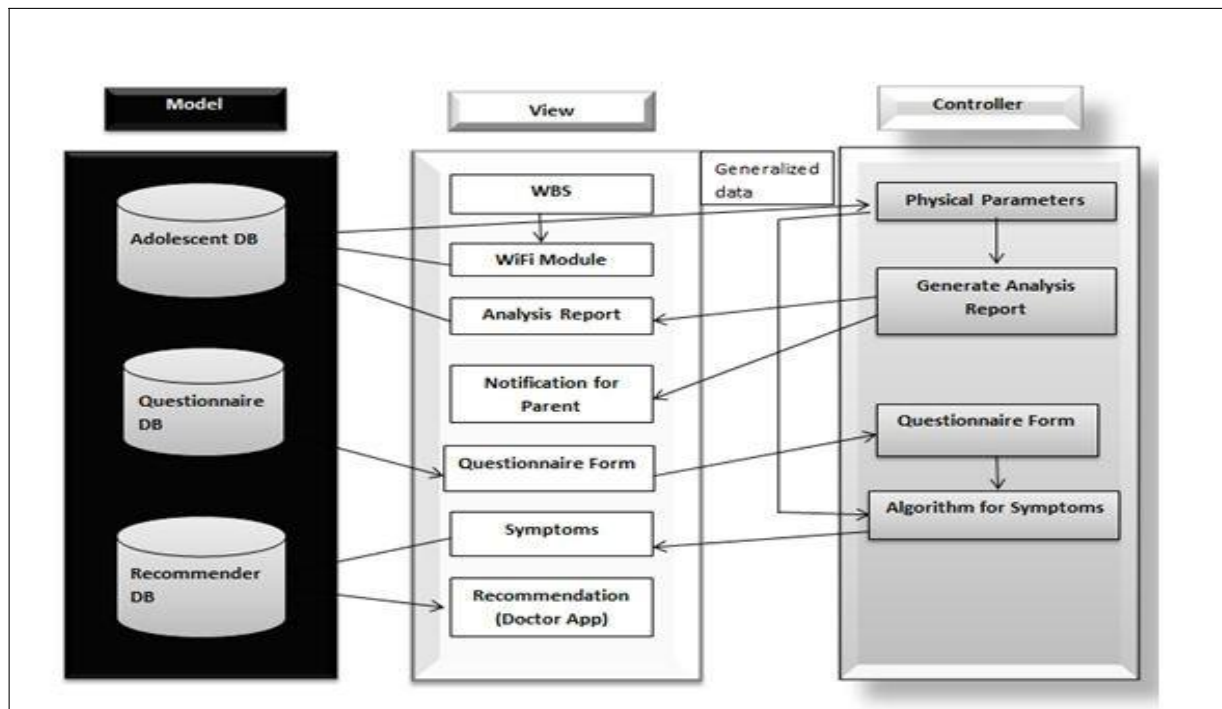 Model
View
Controller
Adolescent DB
Questionnaire
DB
Recommender
DB
WBS
WiFi Module
Analysis Report
Notification for
Parent
Questionnaire Form
Symptoms
Recommendation
(Doctor App)
Generalized
data
Physical Parameters
Generate Analysis
Report
Questionnaire Form
Algorithm for Symptoms